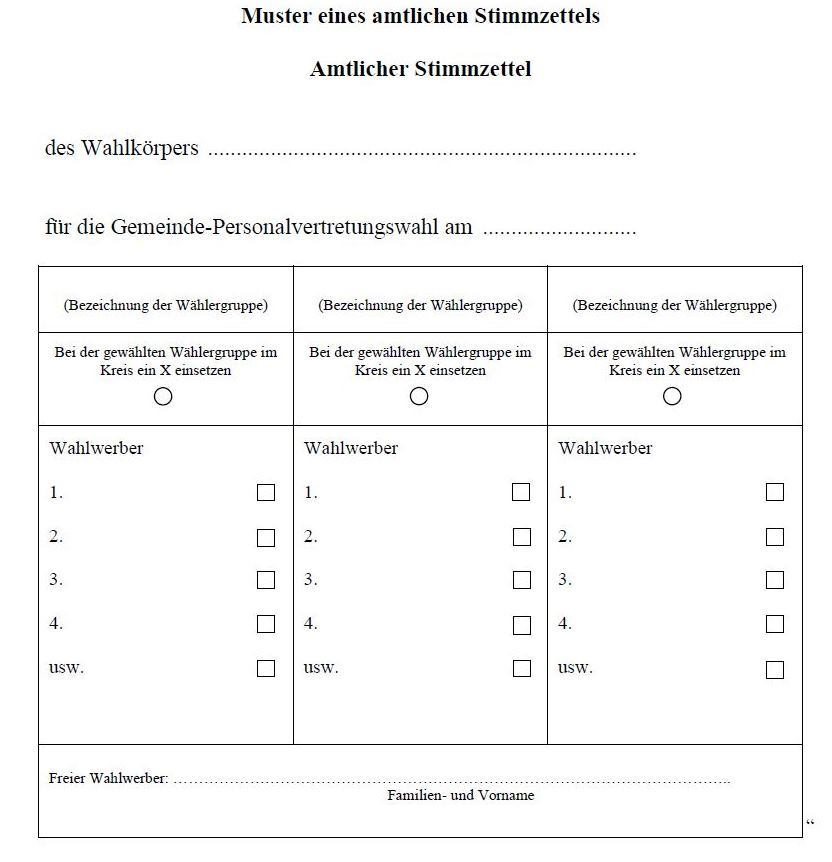 Muster eines amtlichen Stimmzettels
Amtlicher Stimmzettel
des Wahlkörpers ...........................................................................
für die Gemeinde-Personalvertretungswahl am ...........................
(Bezeichnung der Wählergruppe) (Bezeichnung der Wählergruppe) (Bezeichnung der Wählergruppe)
Bei der gewählten Wählergruppe im Bei der gewählten Wählergruppe im Bei der gewählten Wählergruppe im
Kreis ein X einsetzen Kreis ein X einsetzen Kreis ein X einsetzen
Wahlwerber Wahlwerber Wahlwerber
1. 1. 1.
2. 2. 2.
3. 3. 3.
4. 4. 4.
usw. usw. usw.
Freier Wahlwerber: ……………………………………………………………………………………..
Familien- und Vorname
“